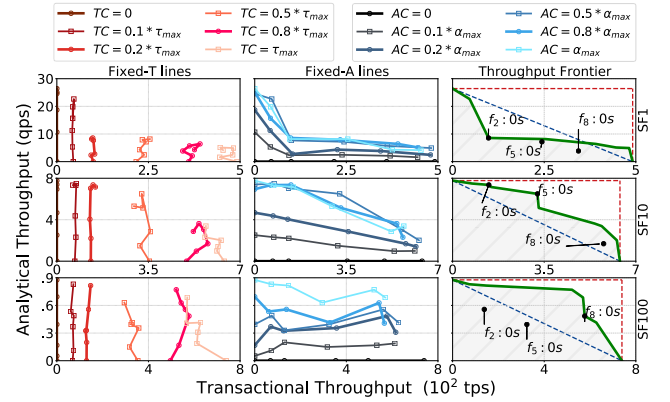 TC = 0
TC = 0.5 * τmax
AC = 0
AC = 0.5 * αmax
TC = 0.1 * τmax
TC = 0.8 * τmax
AC = 0.1 * αmax
AC = 0.8 * αmax
TC = 0.2 * τmax
TC = τmax
AC = 0.2 * αmax
AC = αmax
Fixed-T lines
Fixed-A lines
Throughput Frontier
Analytical Throughput (qps)
30
20
10
0
0
2.5
5
0
2.5
5
0
2.5
5
f2 : 0s
f8 : 0s
f5 : 0s
SF1
8
4
0
0
3.5
7
0
3.5
7
0
3.5
7
f5 : 0s
f2 : 0s
f8 : 0s
SF10
9
6
3
0
0
4
8
0
4
8
0
4
8
f2 : 0s
f8 : 0s
f5 : 0s
SF100
Transactional Throughput (10² tps)